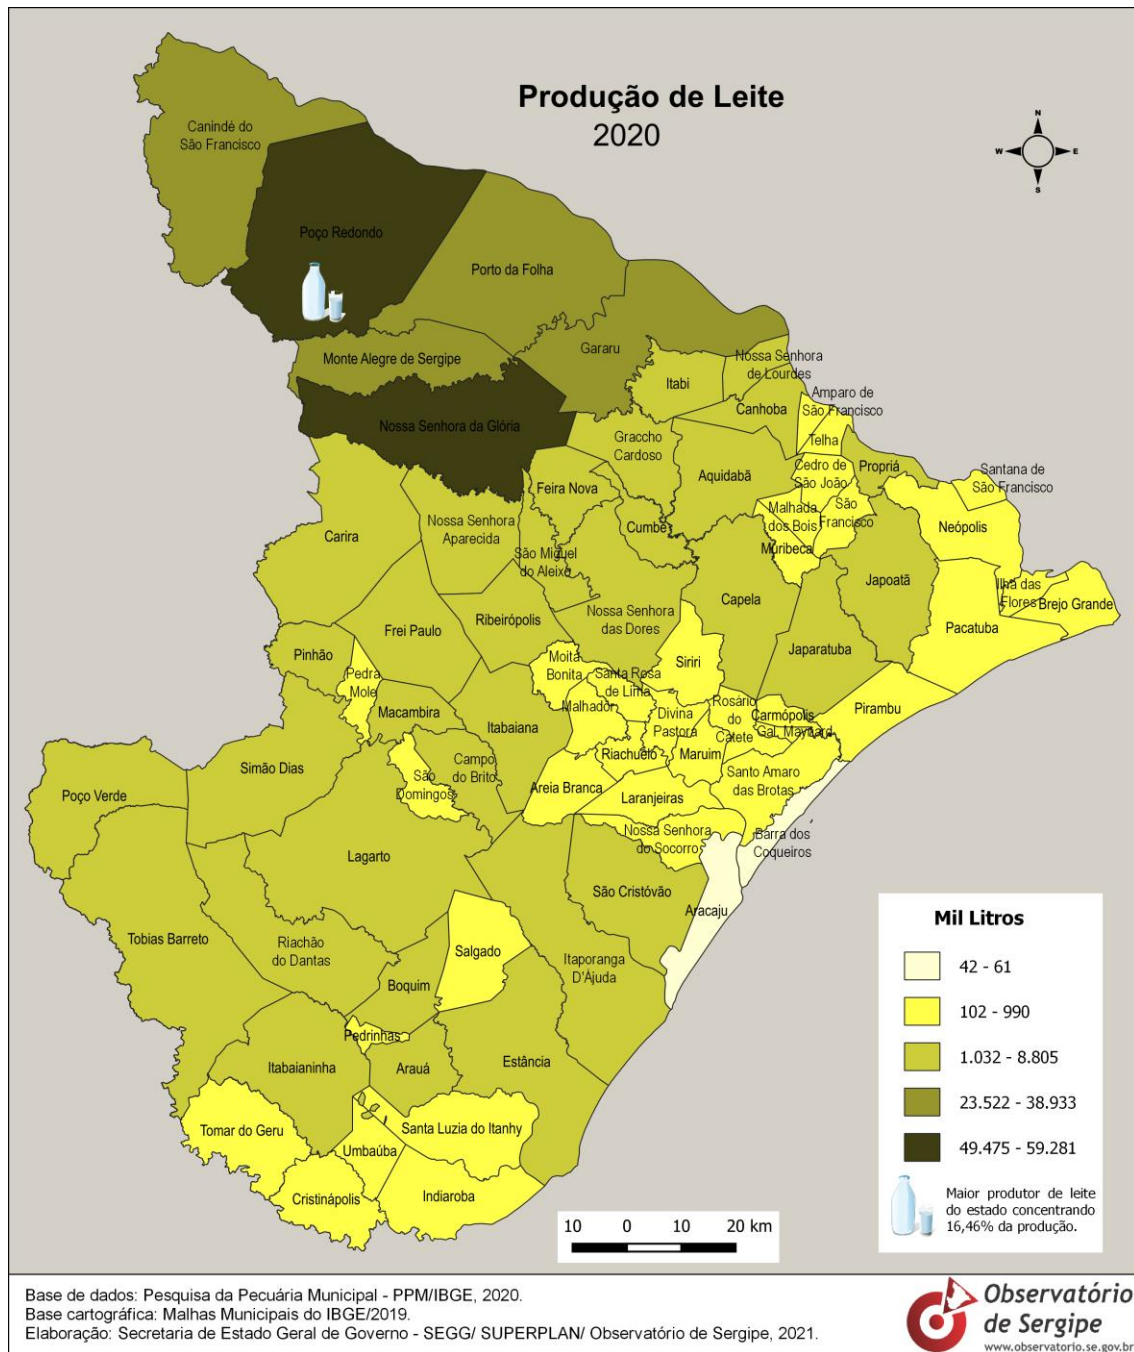 Produção de Leite
2020
N
W
E
S
Canindé do
São Francisco
Poço Redondo
Porto da Folha
Monte Alegre de Sergipe
Gararu
Nossa Senhora
de Lourdes
Itabi
Amparo de
São Francisco
Canhoba
Nossa Senhora da Glória
Telha
Graccho
Cardoso
Aquidabã
Cedro de
São João
Propriá
Santana de
São Francisco
Feira Nova
Malhada
dos Bois
São
Francisco
Neópolis
Nossa Senhora
Aparecida
Cumbe
Carira
São Miguel
do Aleixo
Muribeca
Japoatã
Ilha das
Flores
Brejo Grande
Capela
Nossa Senhora
das Dores
Ribeirópolis
Frei Paulo
Pacatuba
Japaratuba
Pinhão
Pedra
Mole
Moita
Bonita
Siriri
Santa Rosa
de Lima
Malhador
Macambira
Itabaiana
Divina
Pastora
Rosário
do
Catete
Carmópolis
Gal. Maynard
Pirambu
Simão Dias
Campo
do Brito
Riachuelo
Maruim
São
Domingos
Areia Branca
Santo Amaro
das Brotas
Poço Verde
Laranjeiras
Nossa Senhora
do Socorro
Barra dos
Coqueiros
Lagarto
São Cristóvão
Aracaju
Tobias Barreto
Riachão
do Dantas
Salgado
Itaporanga
D'Ajuda
Boquim
Pedrinhas
Itabaianinha
Arauá
Estância
Tomar do Geru
Santa Luzia do Itanhy
Umbaúba
Cristinápolis
Indiaroba
Mil Litros
42 - 61
102 - 990
1.032 - 8.805
23.522 - 38.933
49.475 - 59.281
Maior produtor de leite
do estado concentrando
16,46% da produção.
10 0 10 20 km
Base de dados: Pesquisa da Pecuária Municipal - PPM/IBGE, 2020.
Base cartográfica: Malhas Municipais do IBGE/2019.
Elaboração: Secretaria de Estado Geral de Governo - SEGG/ SUPERPLAN/ Observatório de Sergipe, 2021.
Observatório
de Sergipe
www.observatorio.se.gov.br